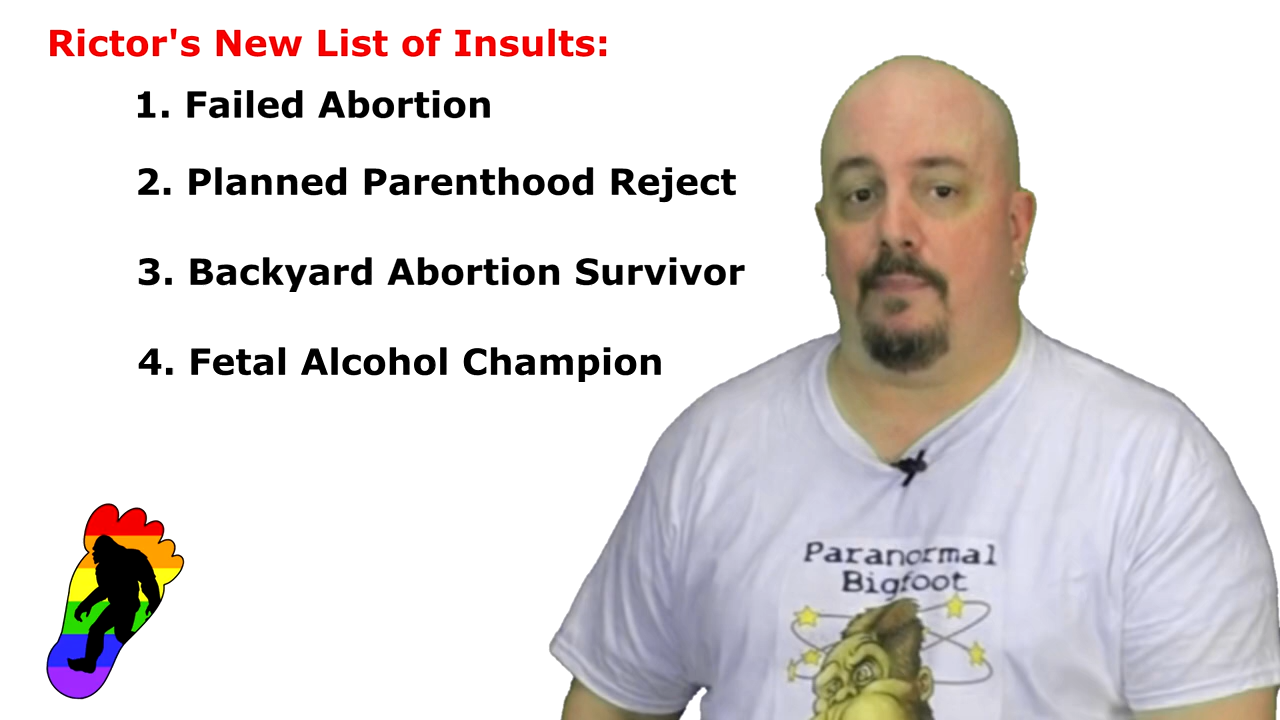 Rictor's New List of Insults:
1. Failed Abortion
2. Planned Parenthood Reject
3. Backyard Abortion Survivor
4. Fetal Alcohol Champion
Paranormal
Bigfoot